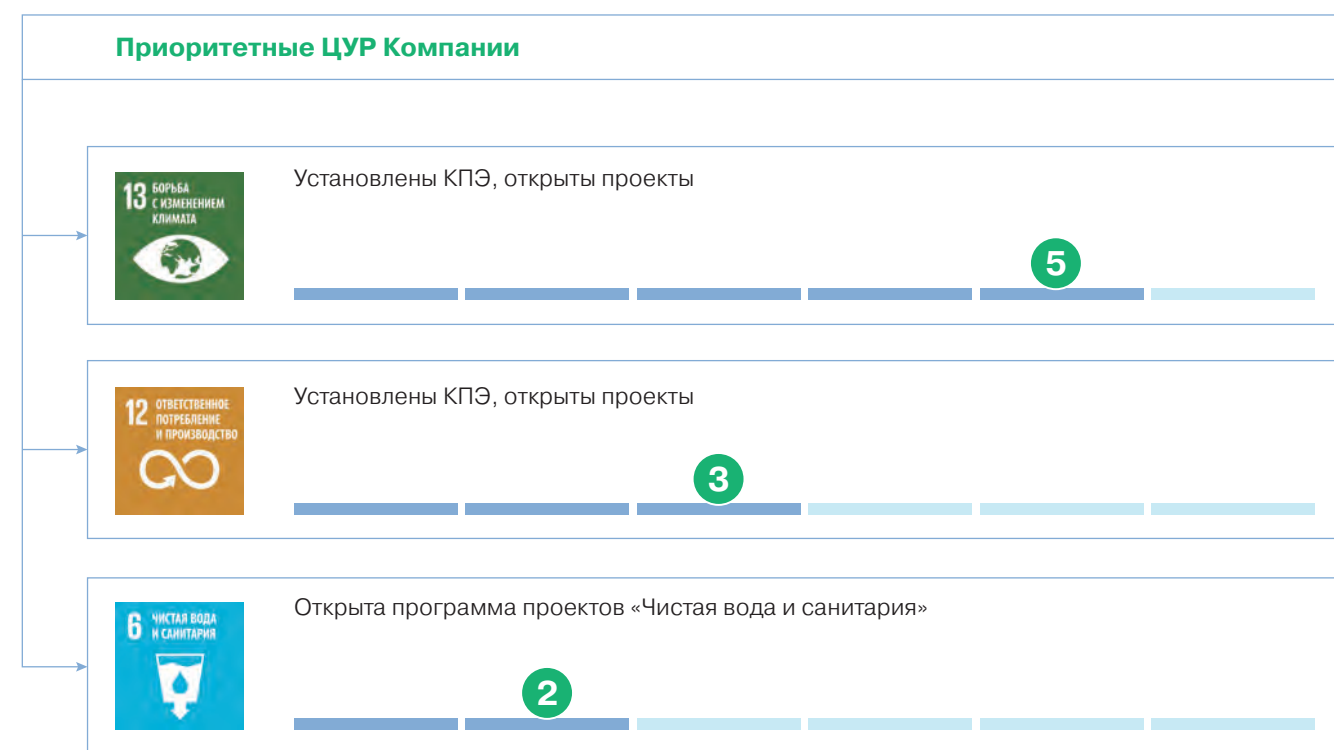 Приоритетные ЦУР Компании
13 БОРЬБА
С ИЗМЕНЕНИЕМ
КЛИМАТА
Установлены КПЭ, открыты проекты
5
12 ОТВЕТСТВЕННОЕ
ПОТРЕБЛЕНИЕ
И ПРОИЗВОДСТВО
Установлены КПЭ, открыты проекты
3
6 ЧИСТАЯ ВОДА
И САНИТАРИЯ
Открыта программа проектов «Чистая вода и санитария»
2